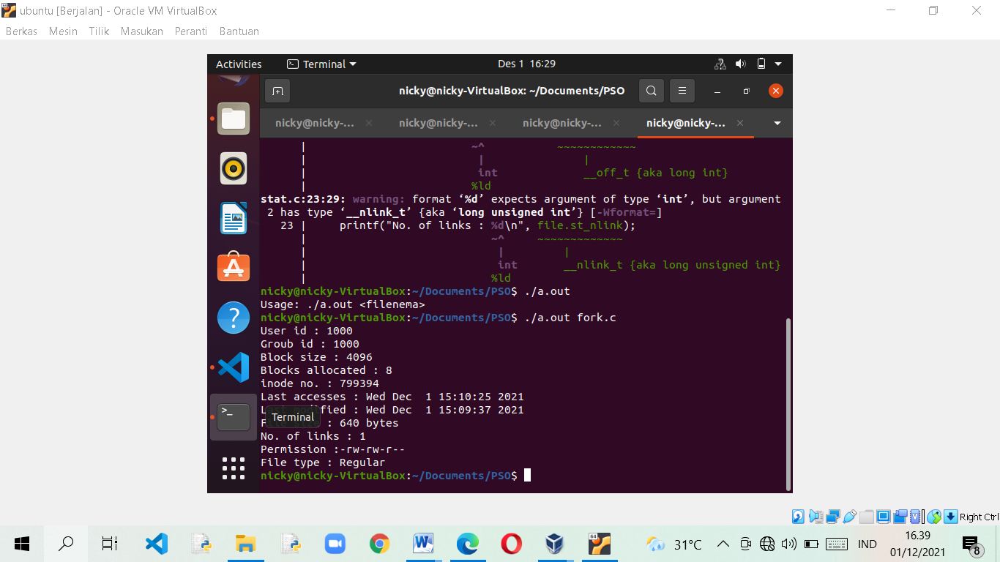 ubuntu [Berjalan] - Oracle VM VirtualBox
Berkas Mesin Tilik Masukan Peranti Bantuan
Activities Terminal Des 1 16:29
nicky@nicky-VirtualBox: ~/Documents/PSO
nicky@nicky-... nicky@nicky-... nicky@nicky-... nicky@nicky-...
| ~^ ~~~~~~~~~~~~
| | |
| int __off_t {aka long int}
| %ld
stat.c:23:29: warning: format ‘%d’ expects argument of type ‘int’, but argument
2 has type ‘__nlink_t’ {aka ‘long unsigned int’} [-Wformat=]
23 | printf("No. of links : %d\n", file.st_nlink);
| ~^ ~~~~~~~~~~~~~
| | |
| int __nlink_t {aka long unsigned int}
| %ld
nicky@nicky-VirtualBox:~/Documents/PSO$ ./a.out
Usage: ./a.out <filenema>
nicky@nicky-VirtualBox:~/Documents/PSO$ ./a.out fork.c
User id : 1000
Groub id : 1000
Block size : 4096
Blocks allocated : 8
inode no. : 799394
Last accesses : Wed Dec  1 15:10:25 2021
fied : Wed Dec  1 15:09:37 2021
Terminal
: 640 bytes
No. of links : 1
Permission :-rw-rw-r--
File type : Regular
nicky@nicky-VirtualBox:~/Documents/PSO$
Right Ctrl
31°C IND 16.39
01/12/2021
8
64